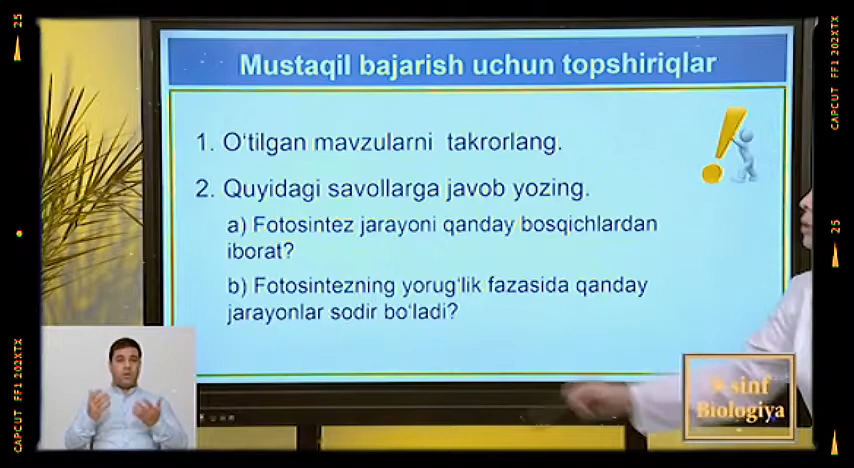 Mustaqil bajarish uchun topshiriqlar
1. O‘tilgan mavzularni takrorlang.
2. Quyidagi savollarga javob yozing.
a) Fotosintez jarayoni qanday bosqichlardan
iborat?
b) Fotosintezning yorug‘lik fazasida qanday
jarayonlar sodir bo‘ladi?
sinf
Biologiya
25
CAPCUT FF1 202XTX
CAPCUT FF1 202XTX
25